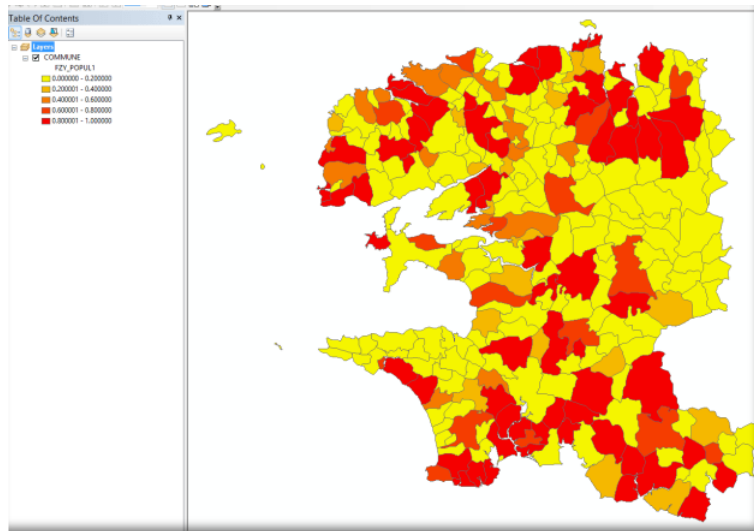 Table Of Contents
Layers
COMMUNE
FZY_POPUL1
0.000000 - 0.200000
0.200001 - 0.400000
0.400001 - 0.600000
0.600001 - 0.800000
0.800001 - 1.000000